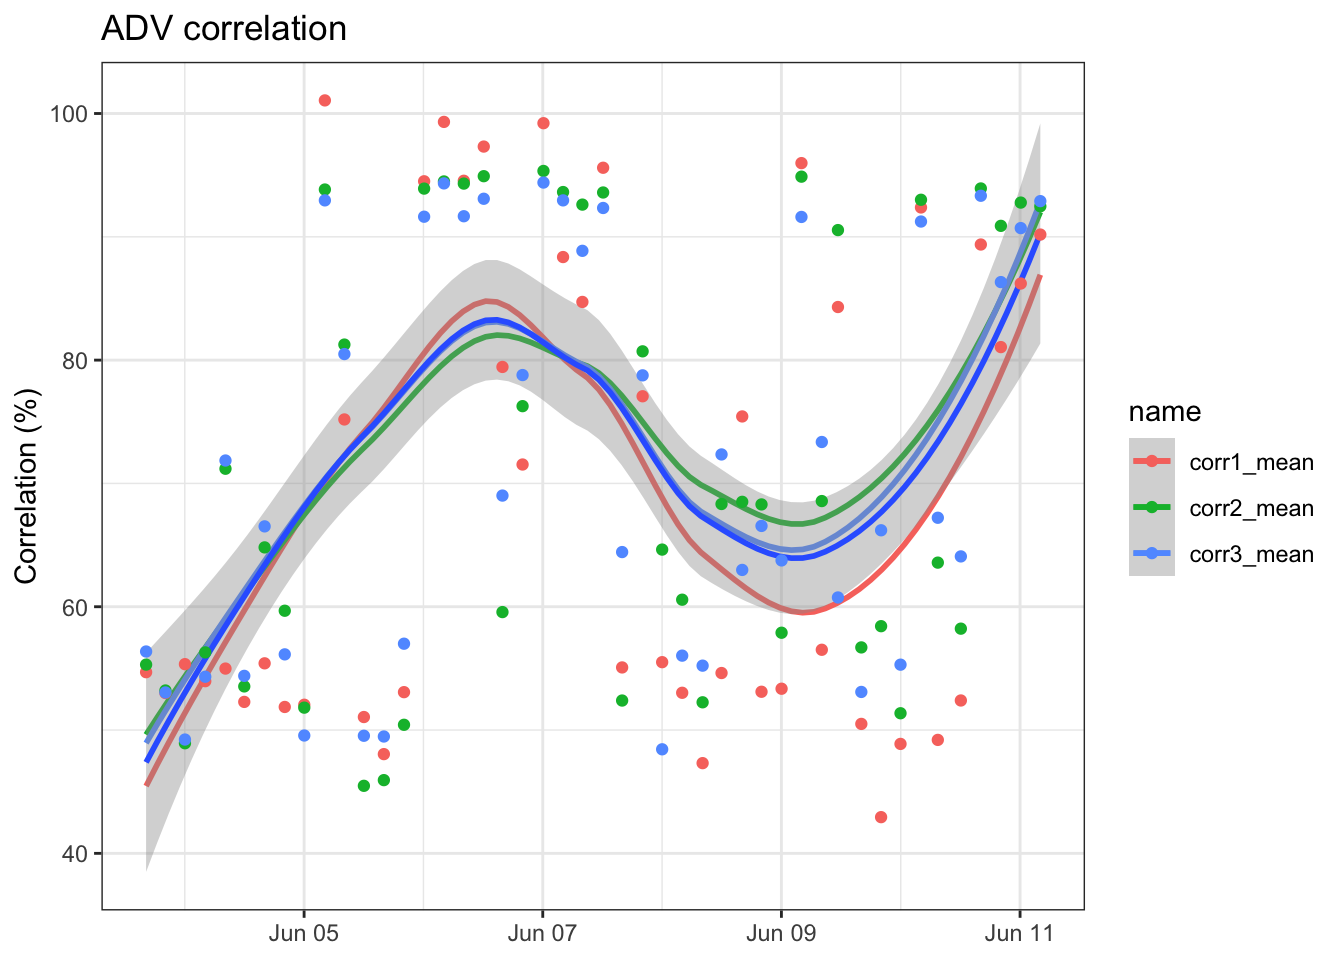 ADV correlation
Correlation (%)
100
80
60
40
Jun 05
Jun 07
Jun 09
Jun 11
name
corr1_mean
corr2_mean
corr3_mean